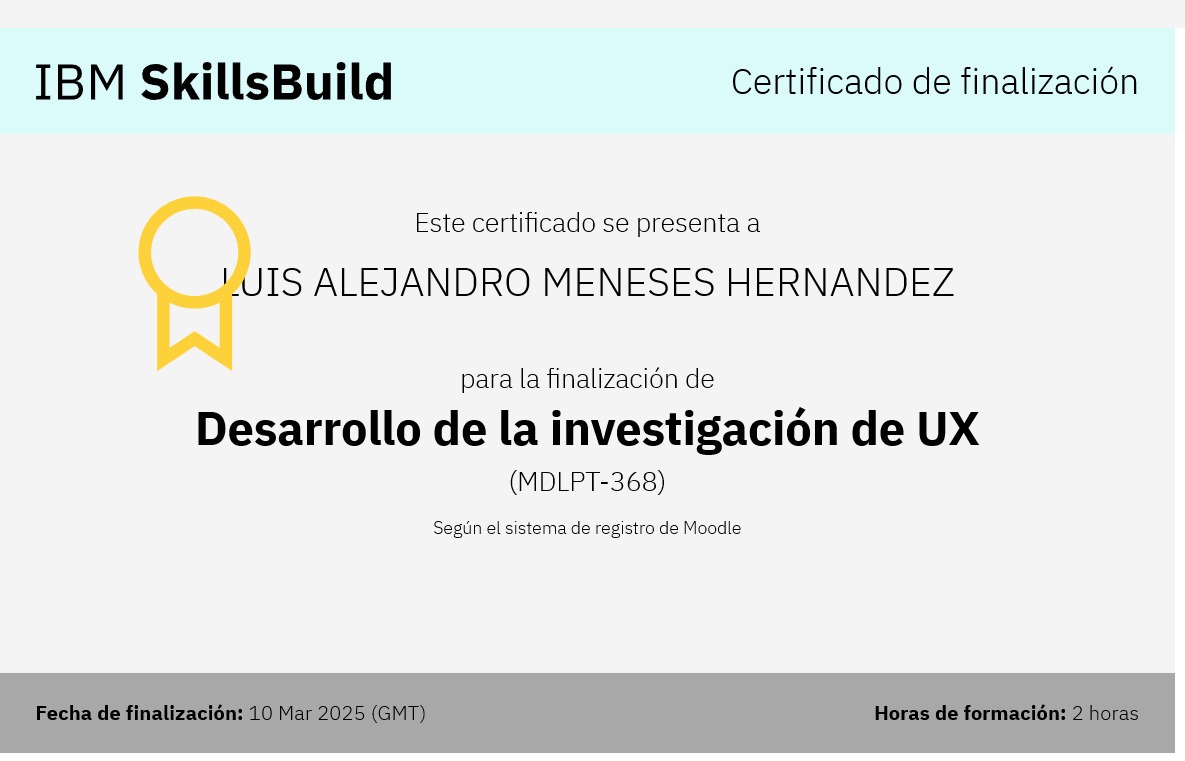 IBM SkillsBuild
Certificado de finalización
Este certificado se presenta a
LUIS ALEJANDRO MENESES HERNANDEZ
para la finalización de
Desarrollo de la investigación de UX
(MDLPT-368)
Según el sistema de registro de Moodle
Fecha de finalización: 10 Mar 2025 (GMT)
Horas de formación: 2 horas